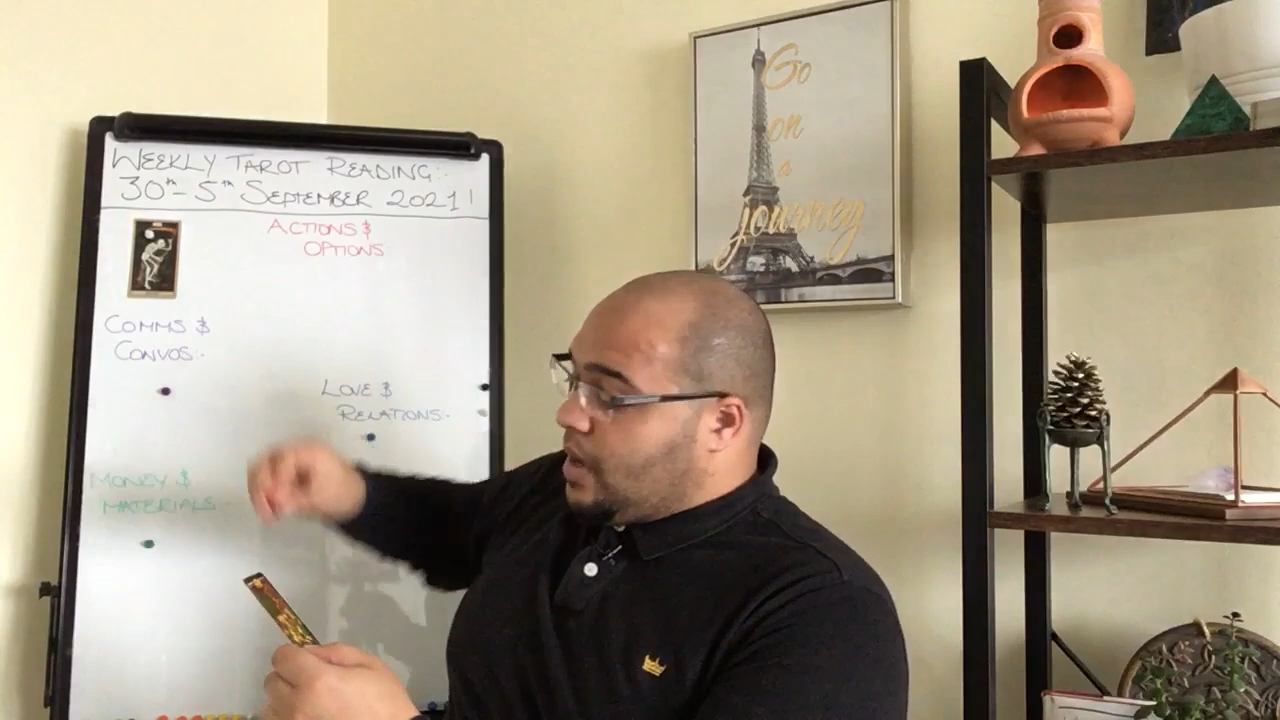 WEEKLY TAROT READING:-
30th - 5th SEPTEMBER 2021!
ACTIONS &
OPTIONS
COMMS &
CONVOS:-
LOVE &
RELATIONS:-
MONEY &
MATERIALS
Go
on
a
journey